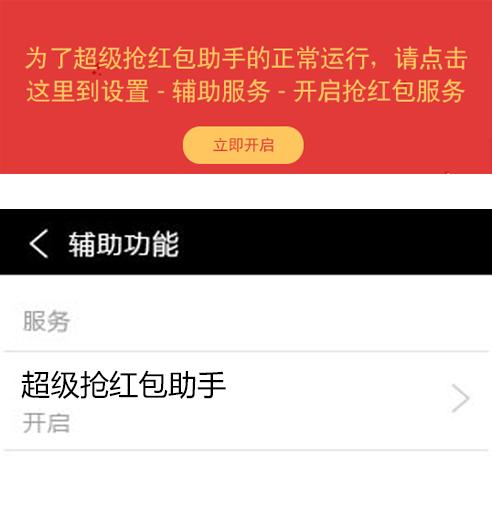 为了超级抢红包助手的正常运行，请点击
这里到设置 - 辅助服务 - 开启抢红包服务
立即开启
辅助功能
服务
超级抢红包助手
开启